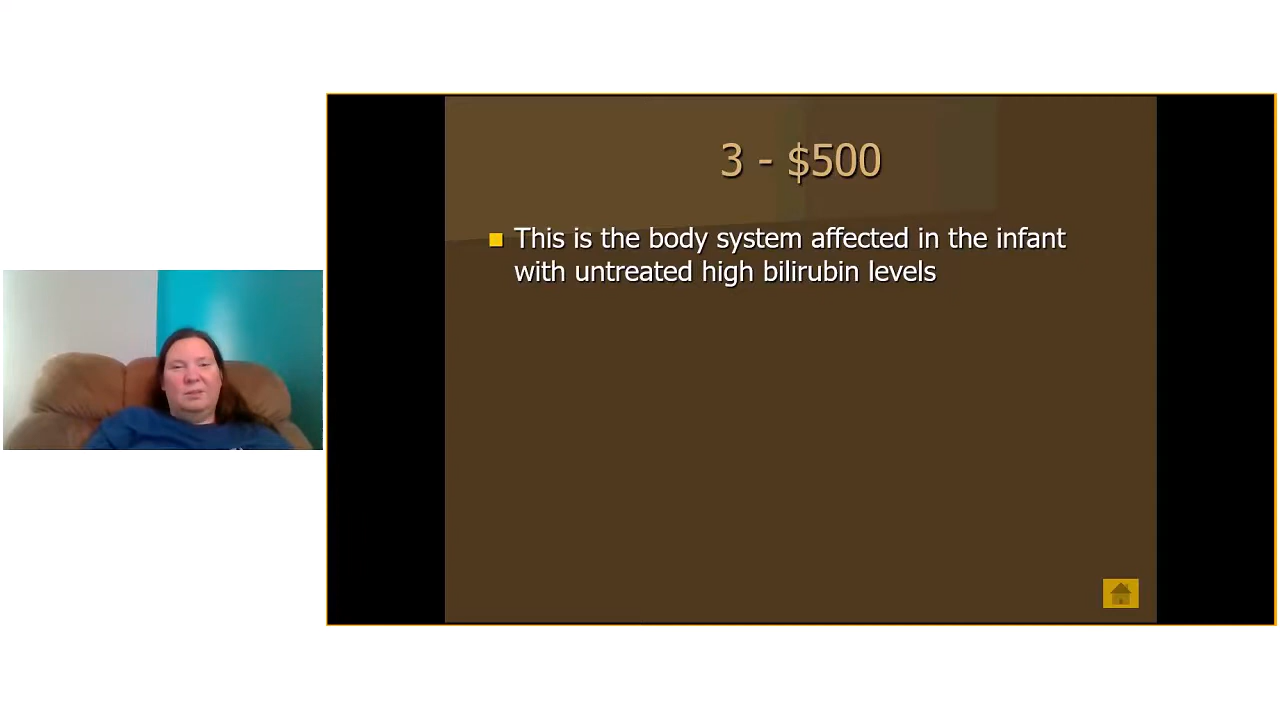 3 - $500
This is the body system affected in the infant
with untreated high bilirubin levels